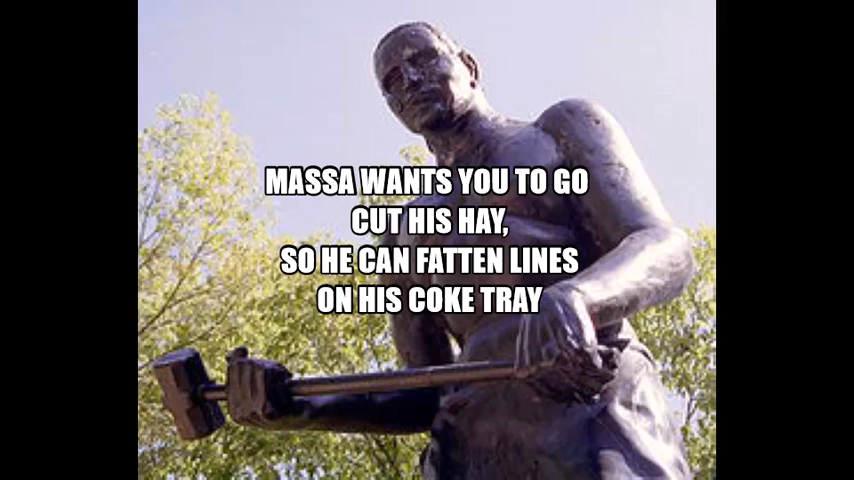 MASSA WANTS YOU TO GO
CUT HIS HAY,
SO HE CAN FATTEN LINES
ON HIS COKE TRAY